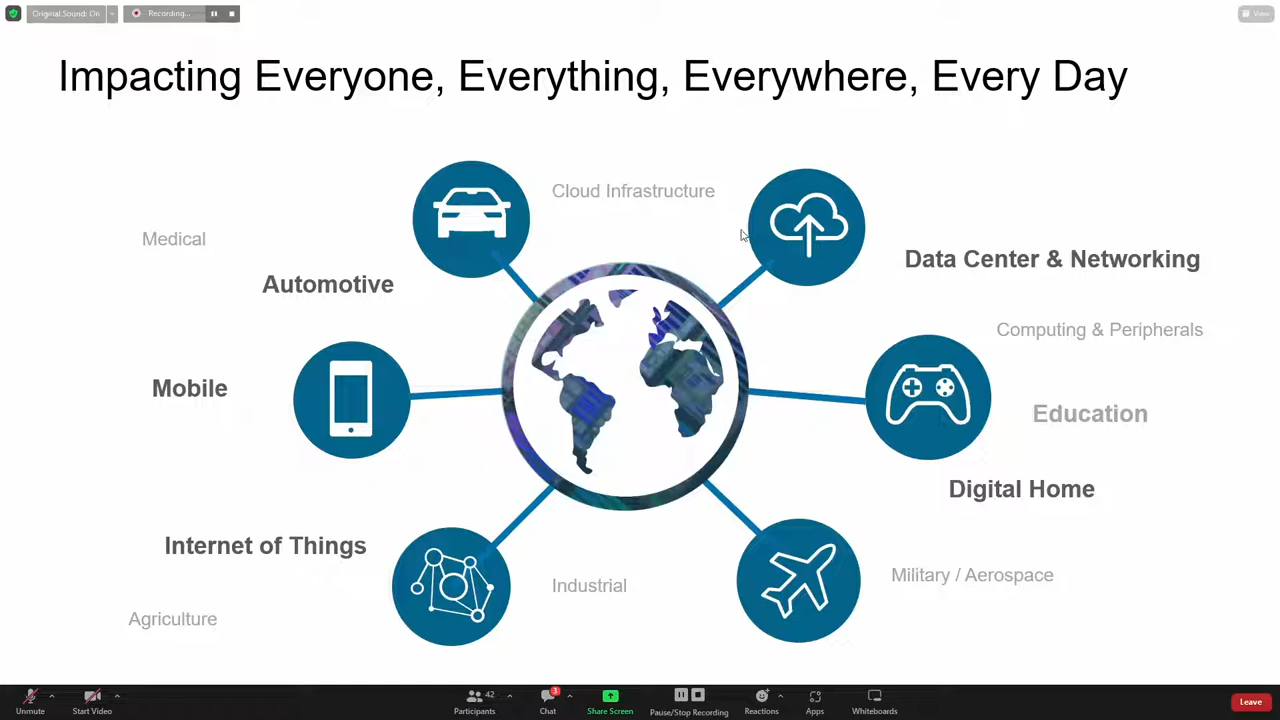 Original Sound: On
Recording...
View
Impacting Everyone, Everything, Everywhere, Every Day
Cloud Infrastructure
Medical
Data Center & Networking
Automotive
Computing & Peripherals
Mobile
Education
Digital Home
Internet of Things
Industrial
Military / Aerospace
Agriculture
Unmute
Start Video
42
Participants
3
Chat
Share Screen
Pause/Stop Recording
Reactions
Apps
Whiteboards
Leave